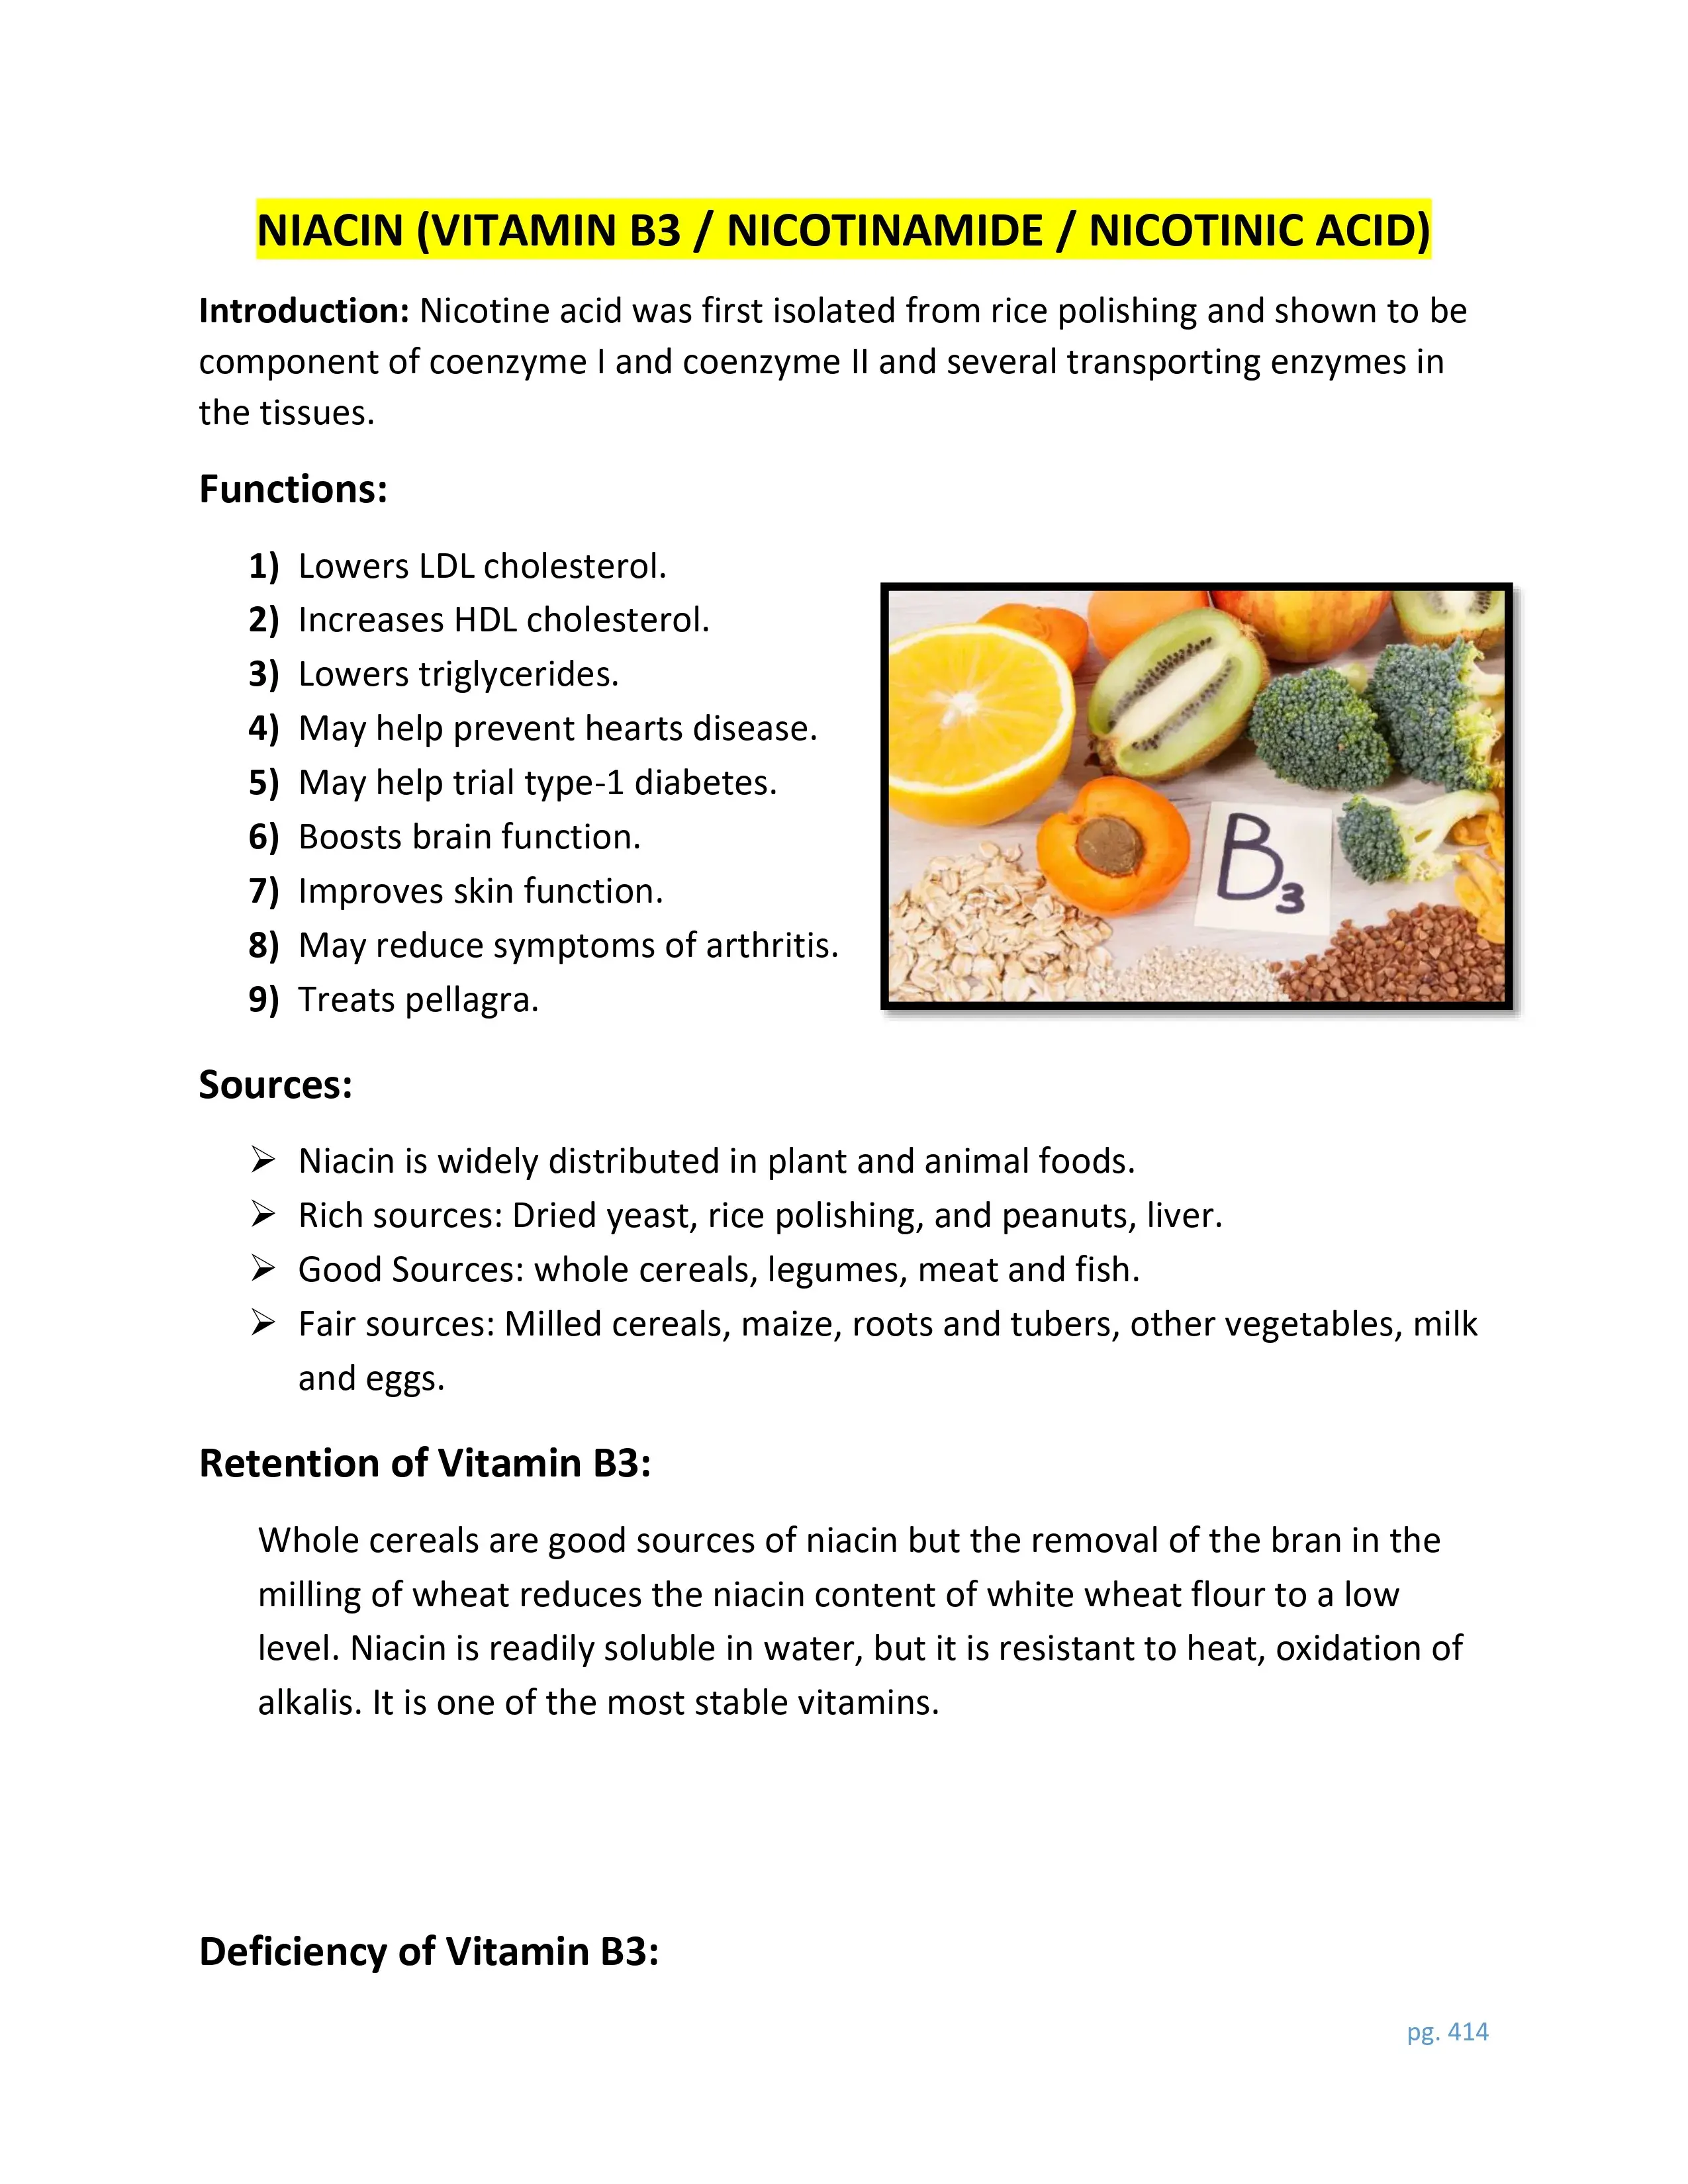 NIACIN (VITAMIN B3 / NICOTINAMIDE / NICOTINIC ACID)
Introduction: Nicotine acid was first isolated from rice polishing and shown to be
component of coenzyme I and coenzyme II and several transporting enzymes in
the tissues.
Functions:
1) Lowers LDL cholesterol.
2) Increases HDL cholesterol.
3) Lowers triglycerides.
4) May help prevent hearts disease.
5) May help trial type-1 diabetes.
6) Boosts brain function.
7) Improves skin function.
8) May reduce symptoms of arthritis.
9) Treats pellagra.
B3
Sources:
➢ Niacin is widely distributed in plant and animal foods.
➢ Rich sources: Dried yeast, rice polishing, and peanuts, liver.
➢ Good Sources: whole cereals, legumes, meat and fish.
➢ Fair sources: Milled cereals, maize, roots and tubers, other vegetables, milk
and eggs.
Retention of Vitamin B3:
Whole cereals are good sources of niacin but the removal of the bran in the
milling of wheat reduces the niacin content of white wheat flour to a low
level. Niacin is readily soluble in water, but it is resistant to heat, oxidation of
alkalis. It is one of the most stable vitamins.
Deficiency of Vitamin B3:
pg. 414